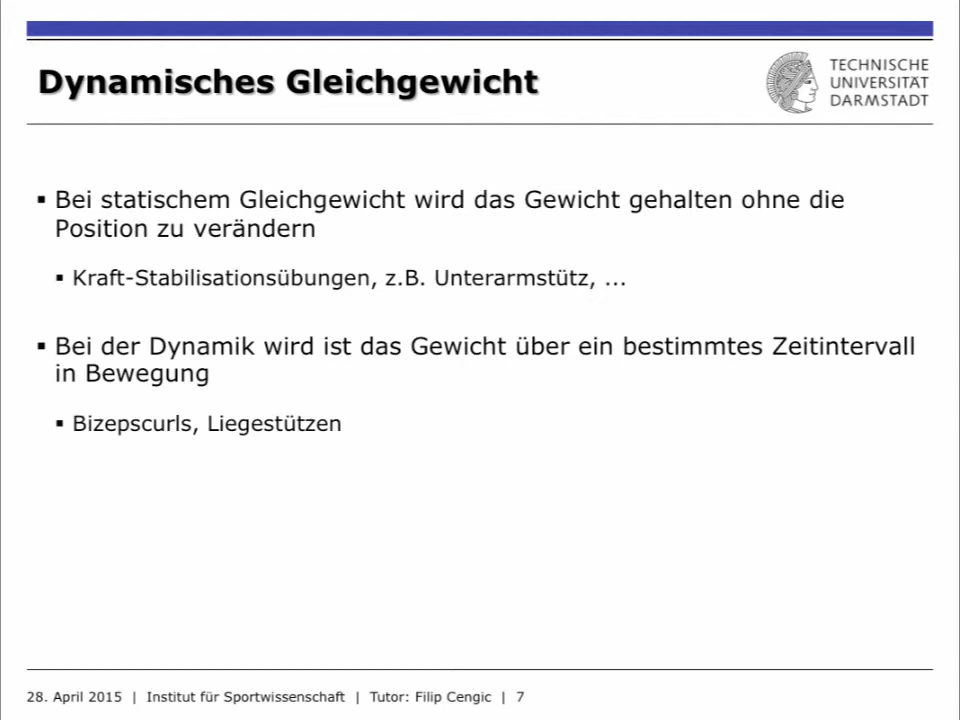 Dynamisches Gleichgewicht
TECHNISCHE
UNIVERSITÄT
DARMSTADT
▪ Bei statischem Gleichgewicht wird das Gewicht gehalten ohne die
Position zu verändern
▪ Kraft-Stabilisationsübungen, z.B. Unterarmstütz, ...
▪ Bei der Dynamik wird ist das Gewicht über ein bestimmtes Zeitintervall
in Bewegung
▪ Bizepscurls, Liegestützen
28. April 2015 | Institut für Sportwissenschaft | Tutor: Filip Cengic | 7